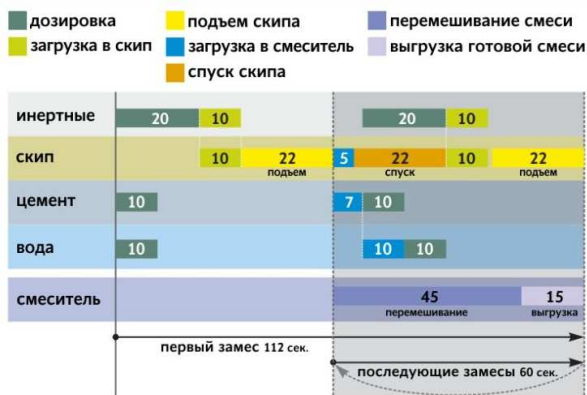 дозировка подъем скипа перемешивание смеси
загрузка в скип загрузка в смеситель выгрузка готовой смеси
спуск скипа
инертные 20 10 20 10
скип 10 22 5 22 10 22
подъем спуск подъем
цемент 10 7 10
вода 10 10 10
смеситель 45 15
перемешивание выгрузка
первый замес 112 сек.
последующие замесы 60 сек.